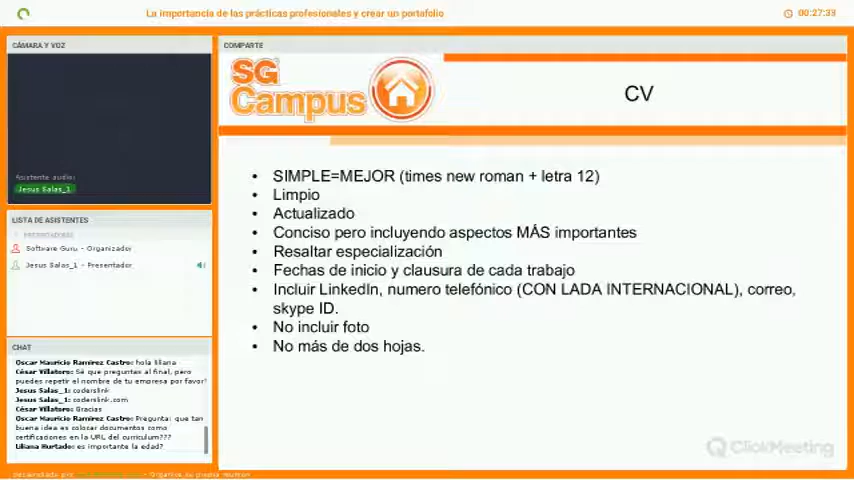 La importancia de las prácticas profesionales y crear un portafolio
00:27:33
CÁMARA Y VOZ
Asistente audio:
Jesus Salas_1
LISTA DE ASISTENTES
PRESENTADORES
Software Guru - Organizador
Jesus Salas_1 - Presentador
CHAT
Oscar Mauricio Ramirez Castro: hola liliana
César Villatoro: Sé que preguntas al final, pero
puedes repetir el nombre de tu empresa por favor?
Jesus Salas_1: coderslink
Jesus Salas_1: coderslink.com
César Villatoro: Gracias
Oscar Mauricio Ramirez Castro: Pregunta: que tan
buena idea es colocar documentos como
certificaciones en la URL del curriculum???
Liliana Hurtado: es importante la edad?
COMPARTE
SG
Campus
CV
• SIMPLE=MEJOR (times new roman + letra 12)
• Limpio
• Actualizado
• Conciso pero incluyendo aspectos MÁS importantes
• Resaltar especialización
• Fechas de inicio y clausura de cada trabajo
• Incluir LinkedIn, numero telefónico (CON LADA INTERNACIONAL), correo,
skype ID.
• No incluir foto
• No más de dos hojas.
ClickMeeting